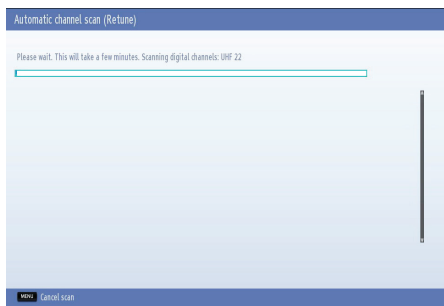 Automatic channel scan (Retune)
Please wait. This will take a few minutes. Scanning digital channels: UHF 22
MENU Cancel scan